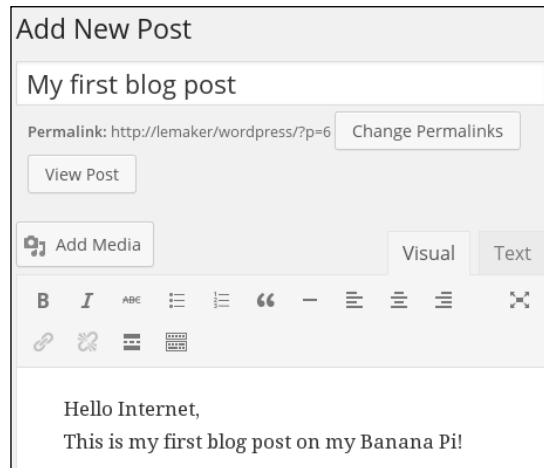 Add New Post
My first blog post
Permalink: http://lemaker/wordpress/?p=6 Change Permalinks
View Post
Add Media
Visual Text
B I ABC
Hello Internet,
This is my first blog post on my Banana Pi!